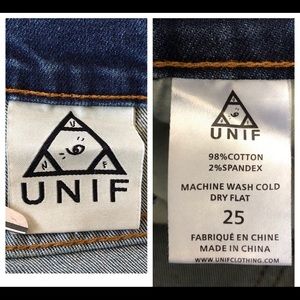 U
N F
UNIF
UNIF
98%COTTON
2%SPANDEX
MACHINE WASH COLD
DRY FLAT
25
FABRIQUÉ EN CHINE
MADE IN CHINA
WWW.UNIFCLOTHING.COM